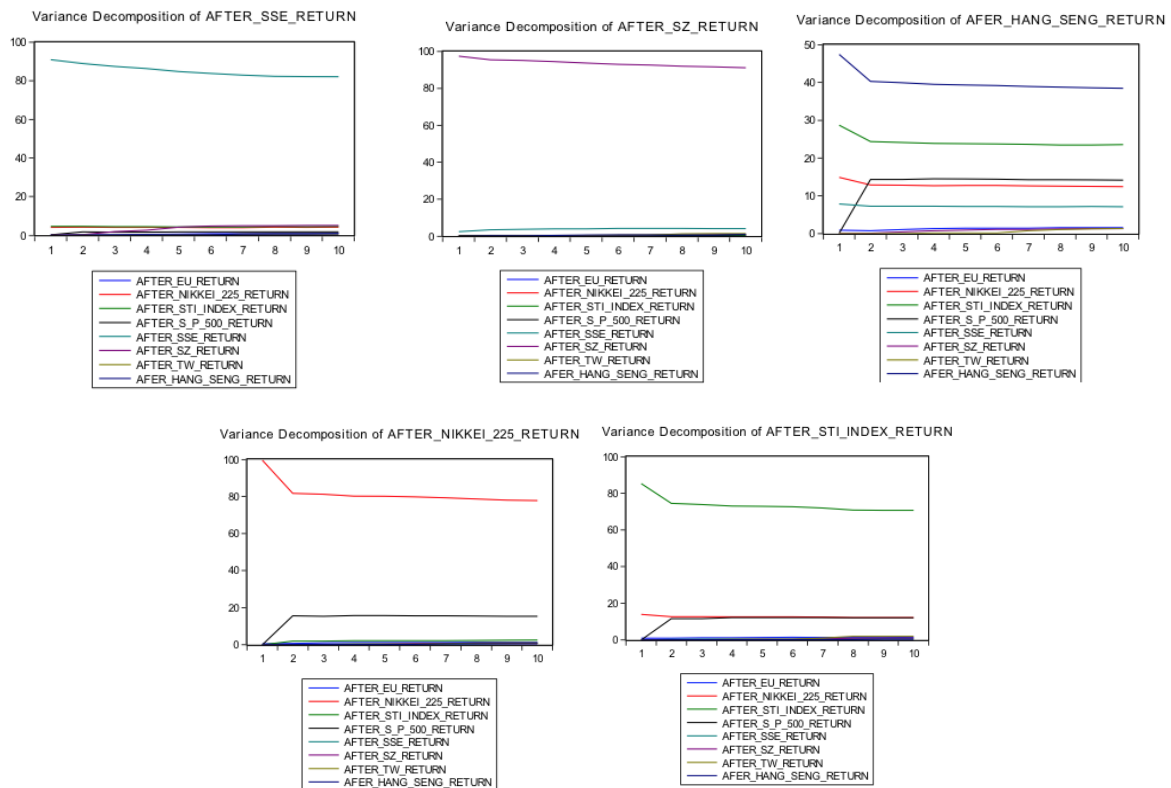 Variance Decomposition of AFTER_SSE_RETURN
100
80
60
40
20
0
1 2 3 4 5 6 7 8 9 10
AFTER_EU_RETURN
AFTER_NIKKEI_225_RETURN
AFTER_STI_INDEX_RETURN
AFTER_S_P_500_RETURN
AFTER_SSE_RETURN
AFTER_SZ_RETURN
AFTER_TW_RETURN
AFER_HANG_SENG_RETURN
Variance Decomposition of AFTER_SZ_RETURN
100
80
60
40
20
0
1 2 3 4 5 6 7 8 9 10
AFTER_EU_RETURN
AFTER_NIKKEI_225_RETURN
AFTER_STI_INDEX_RETURN
AFTER_S_P_500_RETURN
AFTER_SSE_RETURN
AFTER_SZ_RETURN
AFTER_TW_RETURN
AFER_HANG_SENG_RETURN
Variance Decomposition of AFER_HANG_SENG_RETURN
50
40
30
20
10
0
1 2 3 4 5 6 7 8 9 10
AFTER_EU_RETURN
AFTER_NIKKEI_225_RETURN
AFTER_STI_INDEX_RETURN
AFTER_S_P_500_RETURN
AFTER_SSE_RETURN
AFTER_SZ_RETURN
AFTER_TW_RETURN
AFER_HANG_SENG_RETURN
Variance Decomposition of AFTER_NIKKEI_225_RETURN
100
80
60
40
20
0
1 2 3 4 5 6 7 8 9 10
AFTER_EU_RETURN
AFTER_NIKKEI_225_RETURN
AFTER_STI_INDEX_RETURN
AFTER_S_P_500_RETURN
AFTER_SSE_RETURN
AFTER_SZ_RETURN
AFTER_TW_RETURN
AFER_HANG_SENG_RETURN
Variance Decomposition of AFTER_STI_INDEX_RETURN
100
80
60
40
20
0
1 2 3 4 5 6 7 8 9 10
AFTER_EU_RETURN
AFTER_NIKKEI_225_RETURN
AFTER_STI_INDEX_RETURN
AFTER_S_P_500_RETURN
AFTER_SSE_RETURN
AFTER_SZ_RETURN
AFTER_TW_RETURN
AFER_HANG_SENG_RETURN